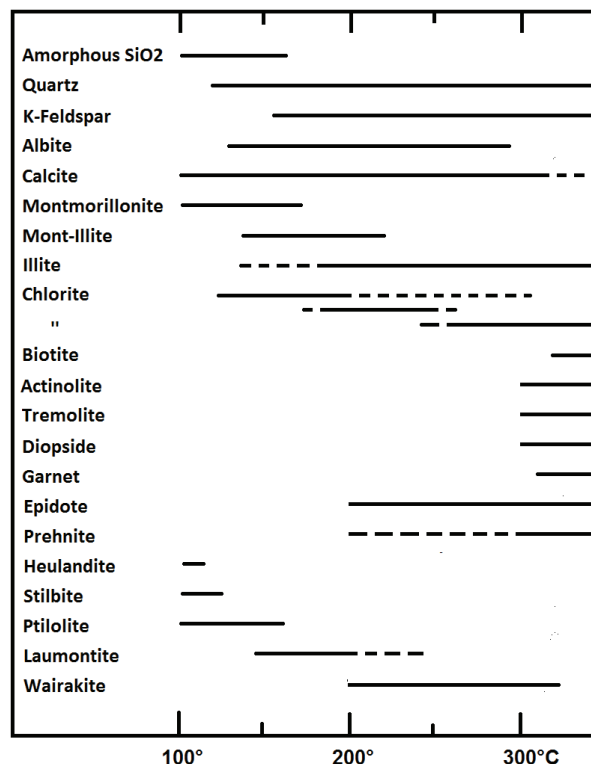 Amorphous SiO2
Quartz
K-Feldspar
Albite
Calcite
Montmorillonite
Mont-Illite
Illite
Chlorite
"
Biotite
Actinolite
Tremolite
Diopside
Garnet
Epidote
Prehnite
Heulandite
Stilbite
Ptilolite
Laumontite
Wairakite
100° 200° 300°C